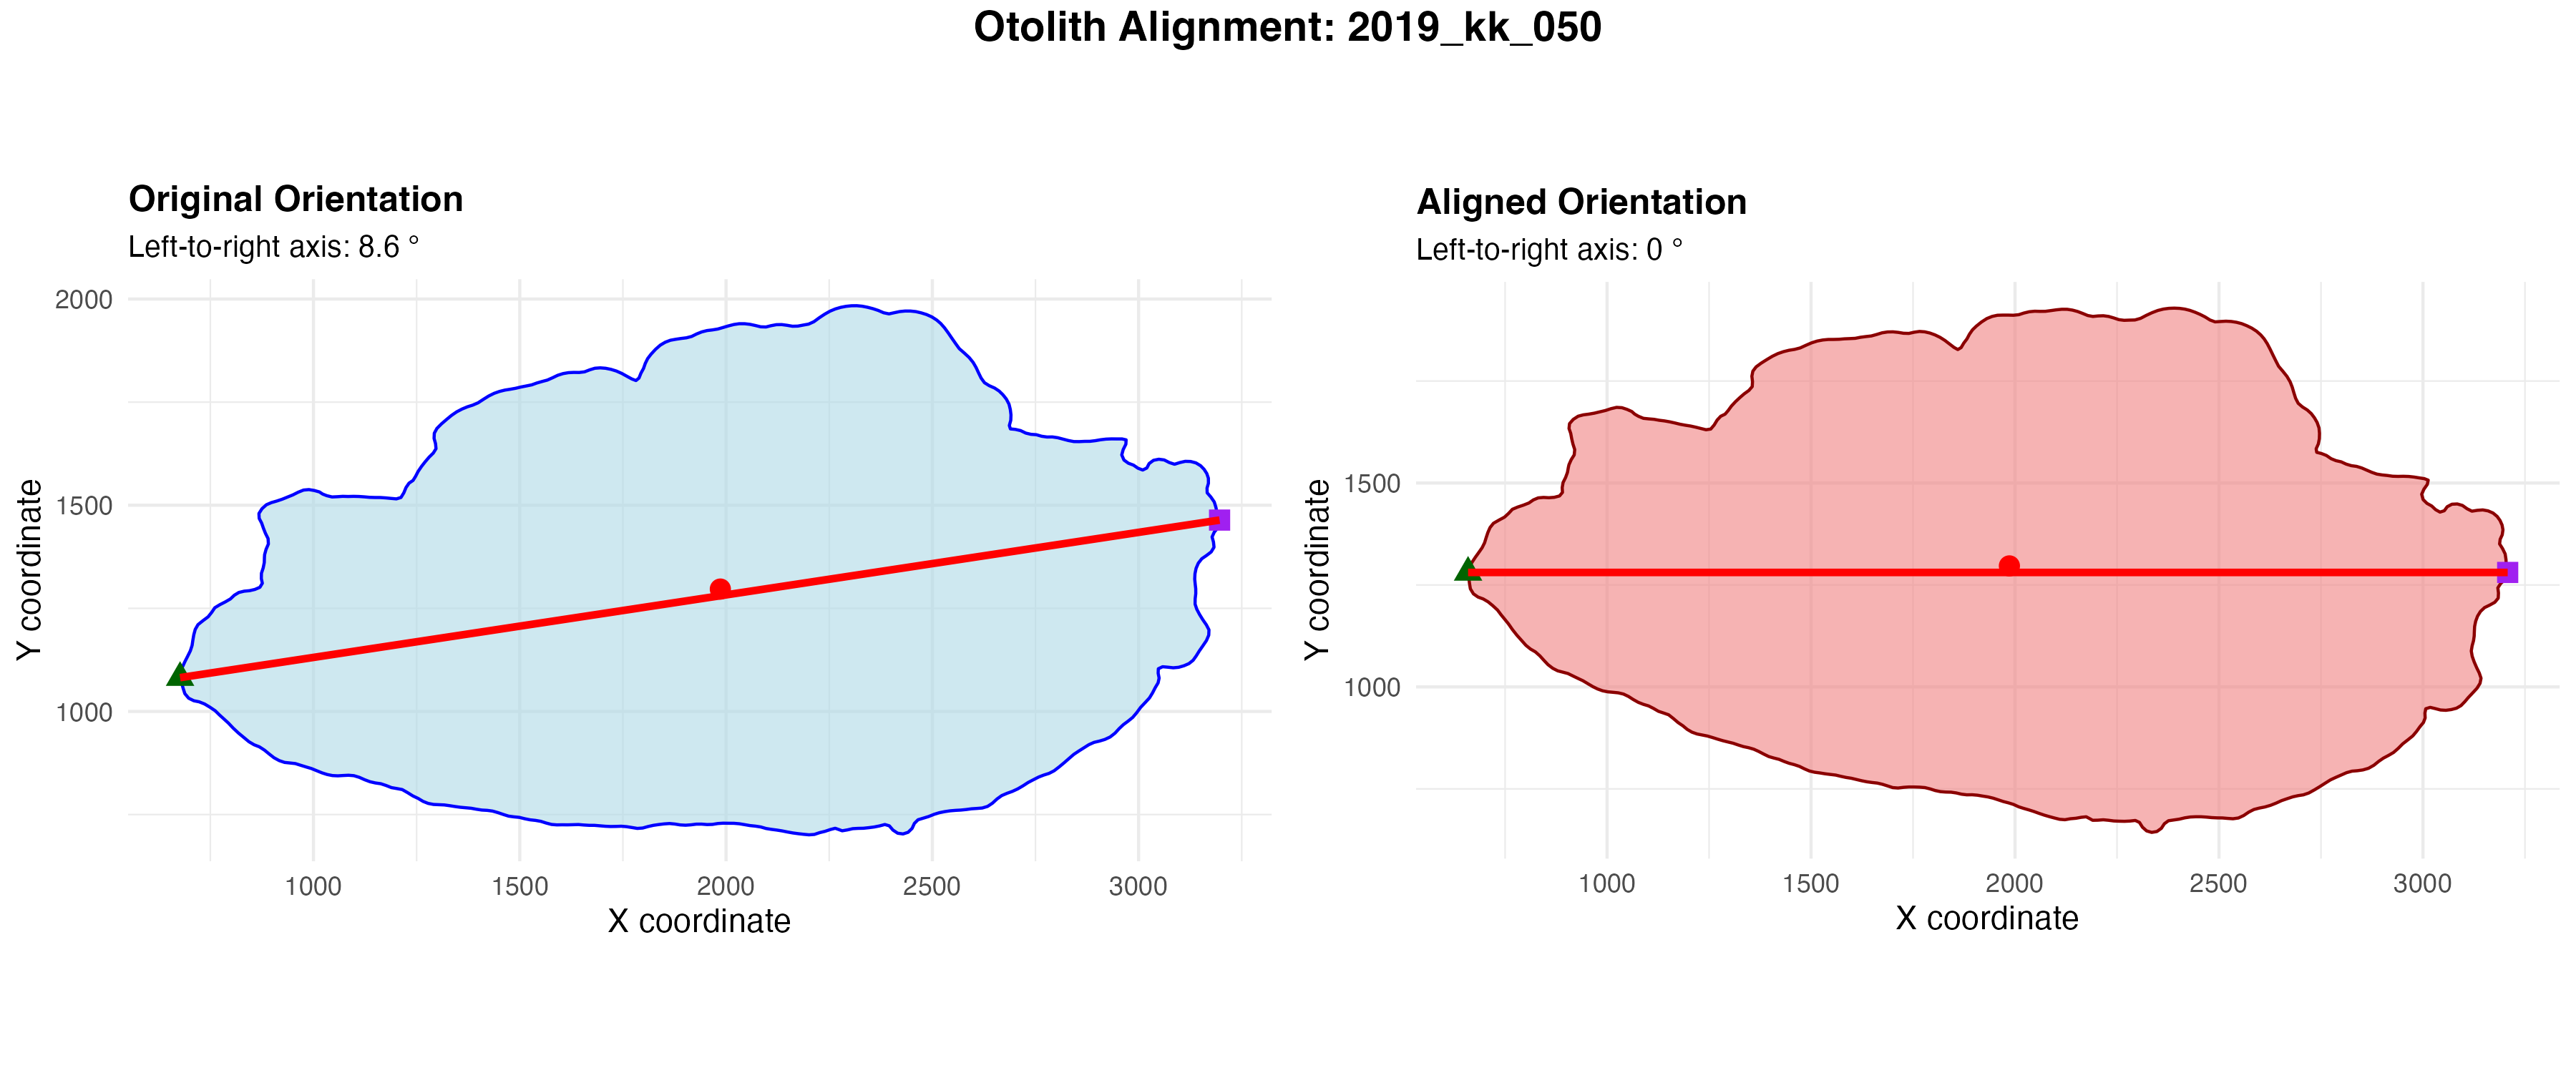 Otolith Alignment: 2019_kk_050
Original Orientation
Left-to-right axis: 8.6 °
2000
1500
1000
Y coordinate
1000 1500 2000 2500 3000
X coordinate
Aligned Orientation
Left-to-right axis: 0 °
1500
1000
Y coordinate
1000 1500 2000 2500 3000
X coordinate